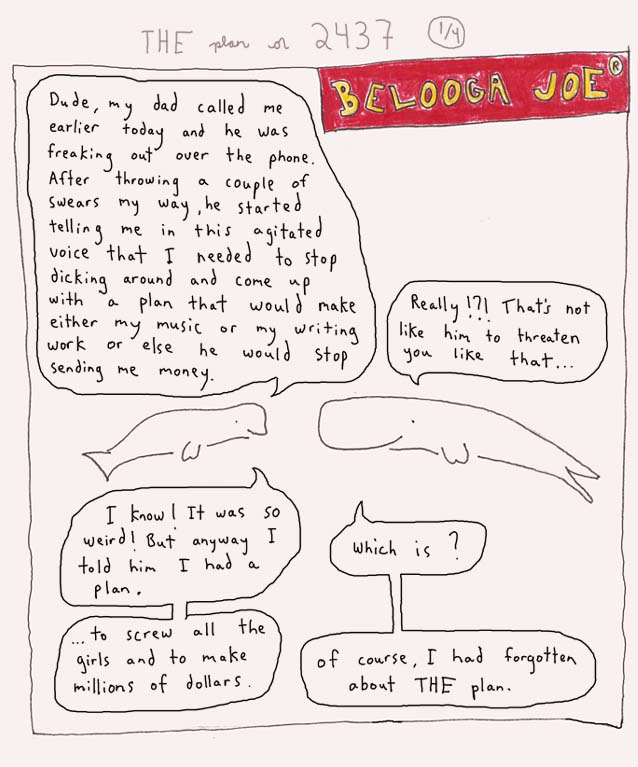 THE plan or 2437 1/4
BELOOGA JOE®
Dude, my dad called me
earlier today and he was
freaking out over the phone.
After throwing a couple of
swears my way, he started
telling me in this agitated
voice that I needed to stop
dicking around and come up
with a plan that would make
either my music or my writing
work or else he would stop
sending me money.
Really !?! That's not
like him to threaten
you like that...
I know! It was so
weird! But anyway I
told him I had a
plan.
...to screw all the
girls and to make
millions of dollars.
which is ?
of course, I had forgotten
about THE plan.